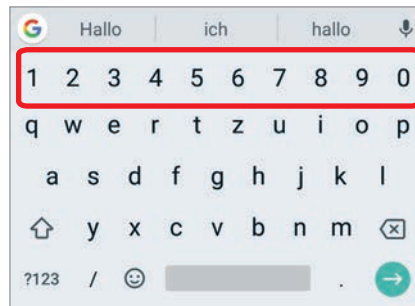 G Hallo ich hallo
1 2 3 4 5 6 7 8 9 0
q w e r t z u i o p
a s d f g h j k l
y x c v b n m
?123 / .